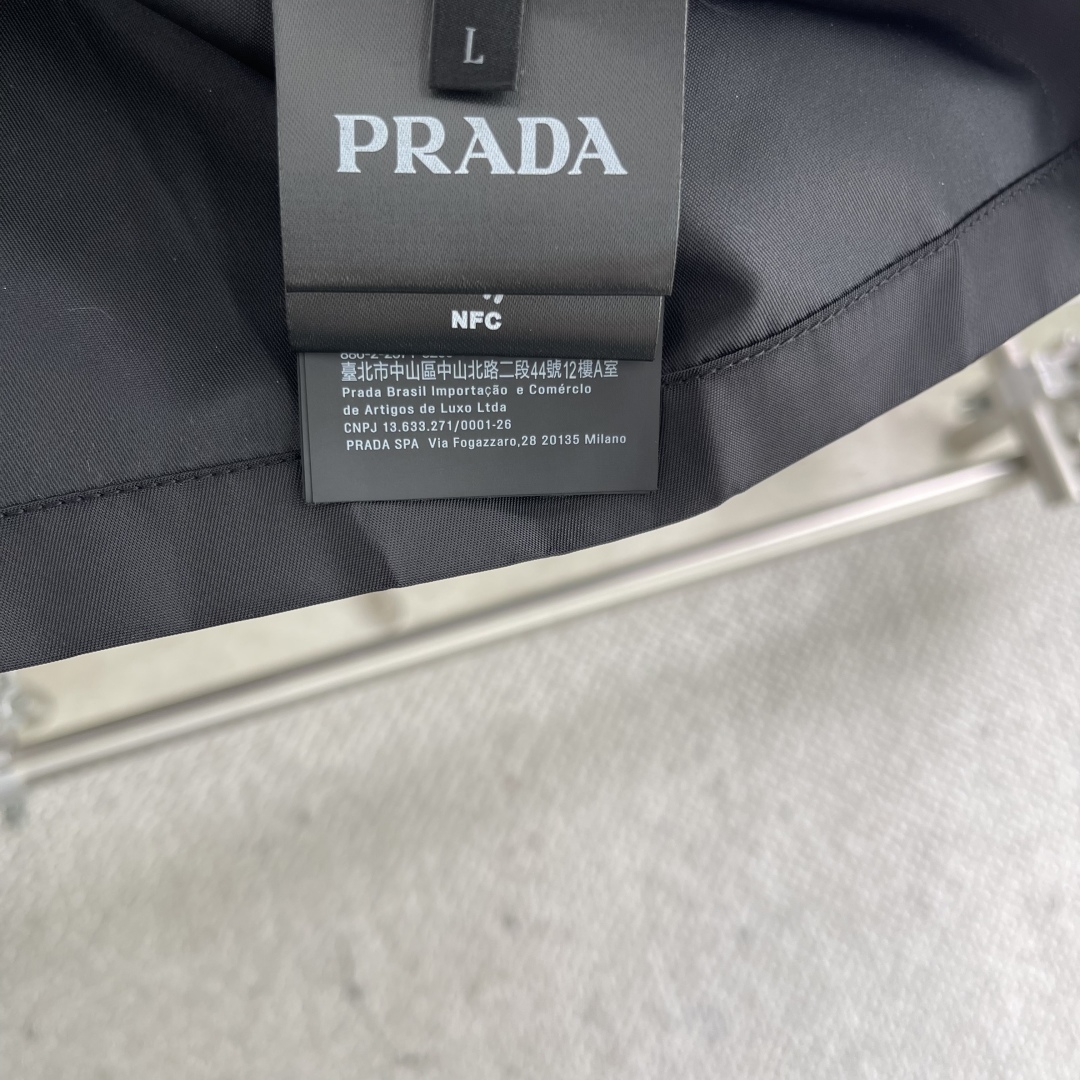 L
PRADA
NFC
臺北市中山區中山北路二段44號12樓A室
Prada Brasil Importação e Comércio
de Artigos de Luxo Ltda
CNPJ 13.633.271/0001-26
PRADA SPA Via Fogazzaro,28 20135 Milano